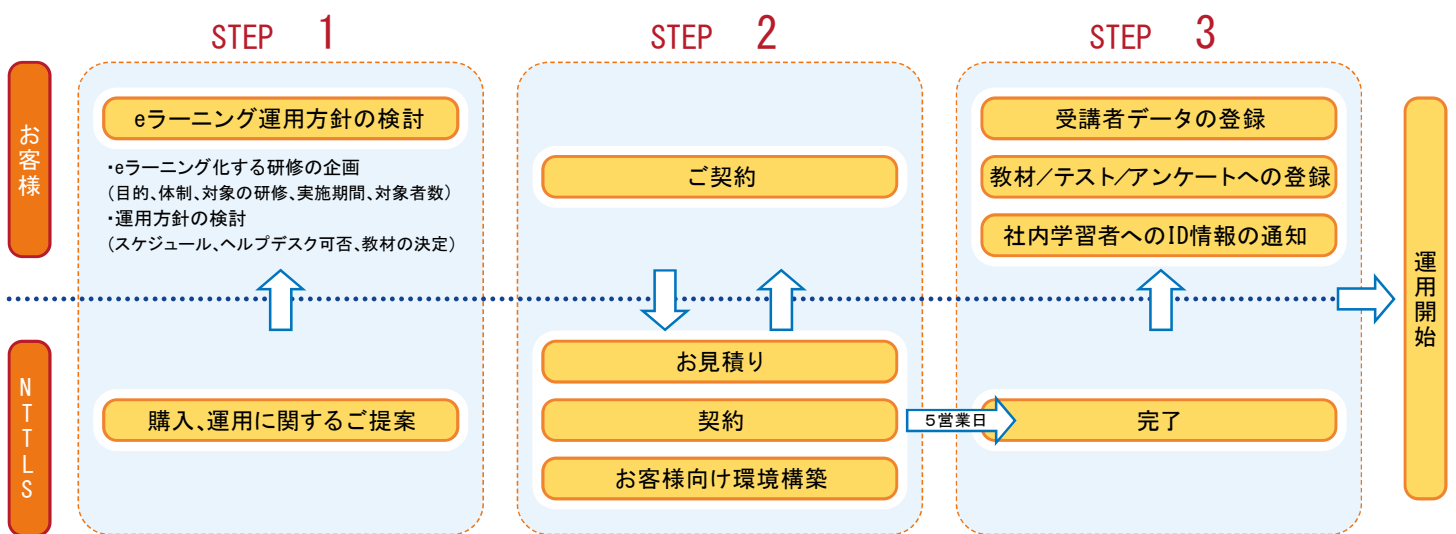 STEP 1
STEP 2
STEP 3
お客様
eラーニング運用方針の検討
・eラーニング化する研修の企画
(目的、体制、対象の研修、実施期間、対象者数)
・運用方針の検討
(スケジュール、ヘルプデスク可否、教材の決定)
ご契約
受講者データの登録
教材/テスト/アンケートへの登録
社内学習者へのID情報の通知
NTTLS
購入、運用に関するご提案
お見積り
契約
お客様向け環境構築
5営業日
完了
運用開始